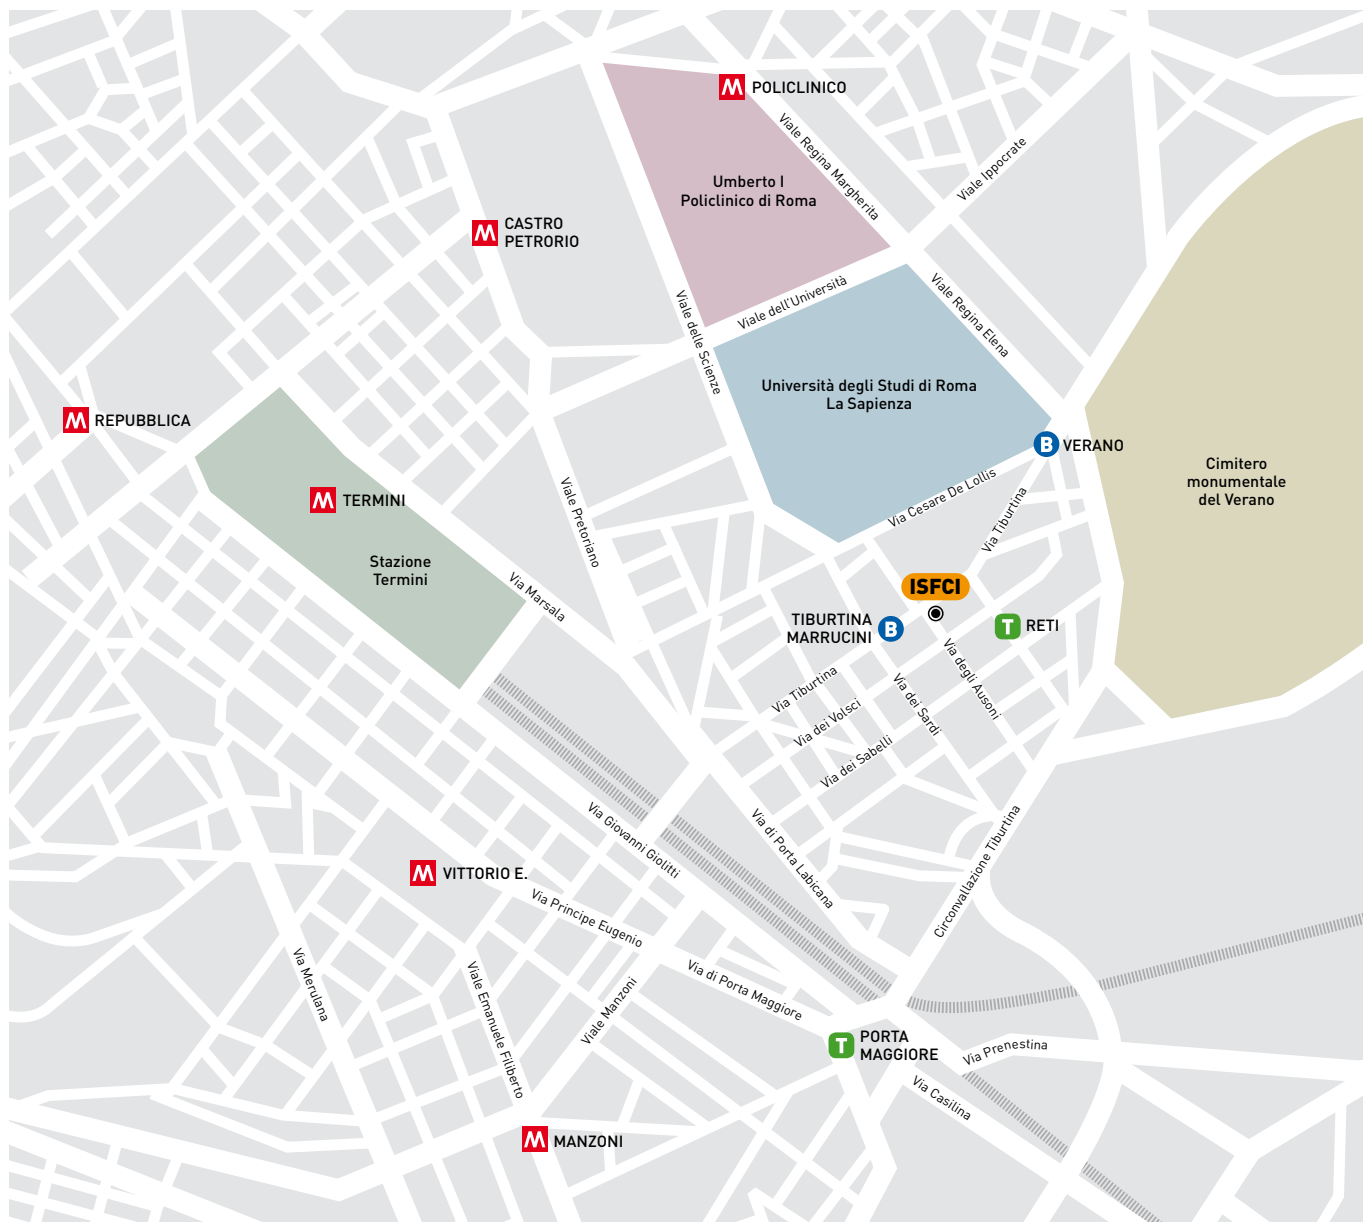 M POLICLINICO
Viale Regina Margherita
Viale Ippocrate
Umberto I
Policlinico di Roma
M CASTRO
PETRORIO
Viale dell'Università
Viale delle Scienze
Viale Regina Elena
Università degli Studi di Roma
La Sapienza
M REPUBBLICA
B VERANO
Cimitero
monumentale
del Verano
M TERMINI
Viale Pretoriano
Via Cesare De Lollis
Via Tiburtina
Stazione
Termini
Via Marsala
ISFCI
TIBURTINA
MARRUCINI B
T RETI
Via degli Ausoni
Via Tiburtina
Via dei Volsci
Via dei Sardi
Via dei Sabelli
Via Giovanni Giolitti
Via di Porta Labicana
Circonvallazione Tiburtina
M VITTORIO E.
Via Principe Eugenio
Via Merulana
Viale Emanuele Filiberto
Viale Manzoni
Via di Porta Maggiore
T PORTA
MAGGIORE
Via Prenestina
Via Casilina
M MANZONI